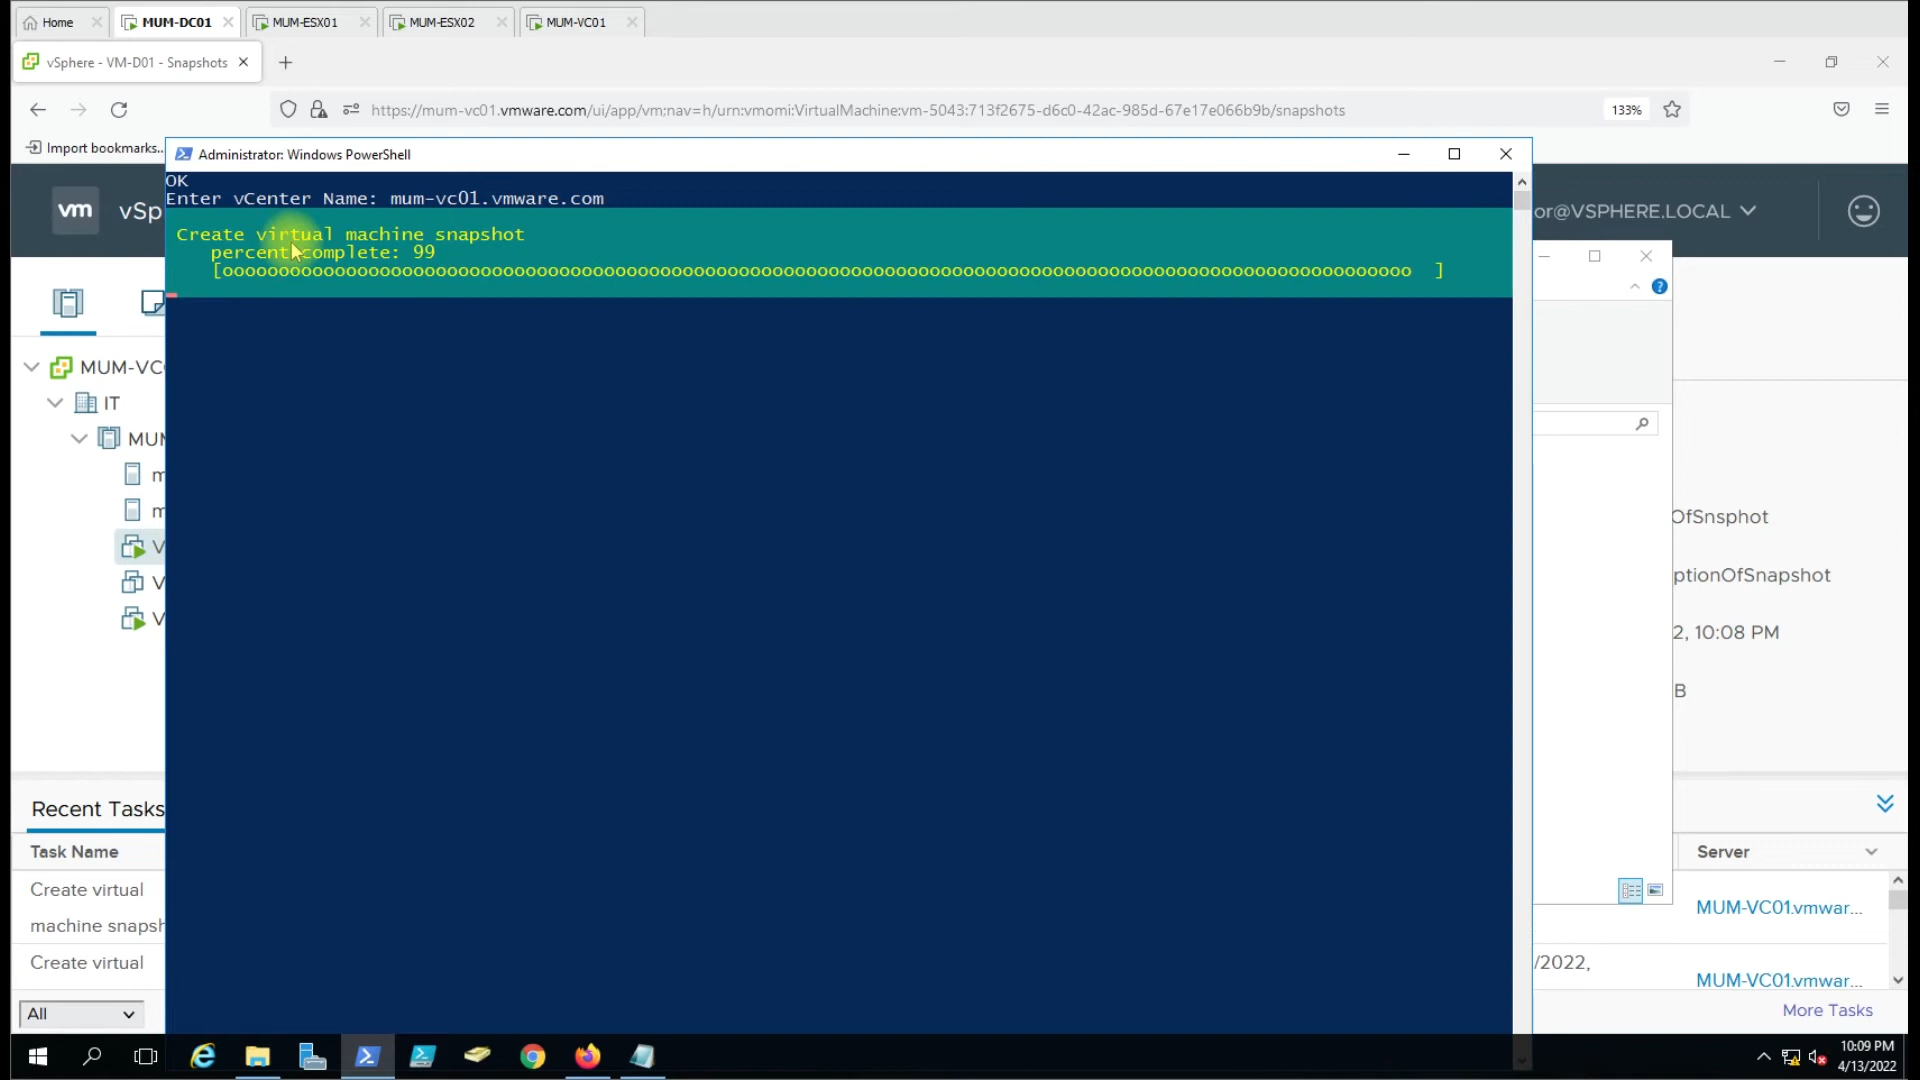 Home
MUM-DC01
MUM-ESX01
MUM-ESX02
MUM-VC01
vSphere - VM-D01 - Snapshots
https://mum-vc01.vmware.com/ui/app/vm;nav=h/urn:vmomi:VirtualMachine:vm-5043:713f2675-d6c0-42ac-985d-67e17e066b9b/snapshots
133%
Import bookmarks...
Administrator: Windows PowerShell
OK
Enter vCenter Name: mum-vc01.vmware.com
Create virtual machine snapshot
percent complete: 99
[oooooooooooooooooooooooooooooooooooooooooooooooooooooooooooooooooooooooooooooooooooooooooooooooooooooooooo ]
vm
vSp
or@VSPHERE.LOCAL
MUM-VC
IT
MUM
m
m
V
V
V
OfSnsphot
ptionOfSnapshot
2, 10:08 PM
B
Recent Tasks
Task Name
Server
Create virtual
machine snapsh
MUM-VC01.vmwar...
Create virtual
/2022,
MUM-VC01.vmwar...
All
More Tasks
10:09 PM
4/13/2022